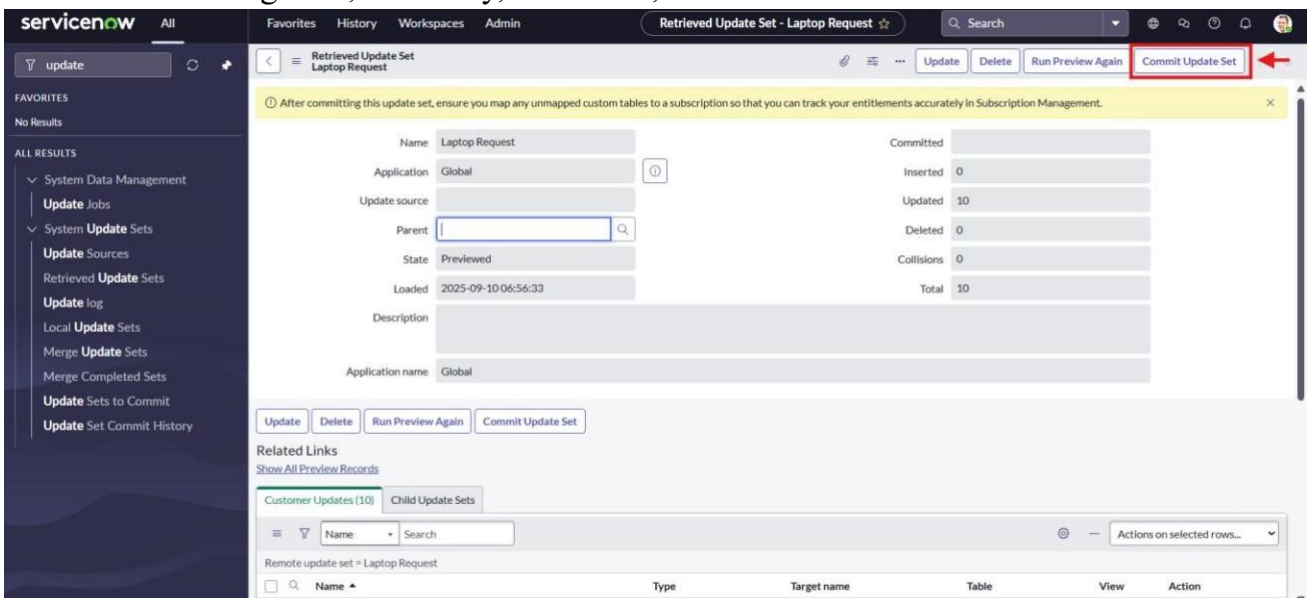 servicenow All Favorites History Workspaces Admin Retrieved Update Set - Laptop Request Search
update
Retrieved Update Set
Laptop Request
Update Delete Run Preview Again Commit Update Set
FAVORITES
No Results
ALL RESULTS
System Data Management
Update Jobs
System Update Sets
Update Sources
Retrieved Update Sets
Update log
Local Update Sets
Merge Update Sets
Merge Completed Sets
Update Sets to Commit
Update Set Commit History
After committing this update set, ensure you map any unmapped custom tables to a subscription so that you can track your entitlements accurately in Subscription Management.
Name Laptop Request
Application Global
Update source
Parent
State Previewed
Loaded 2025-09-10 06:56:33
Description
Application name Global
Committed
Inserted 0
Updated 10
Deleted 0
Collisions 0
Total 10
Update Delete Run Preview Again Commit Update Set
Related Links
Show All Preview Records
Customer Updates (10) Child Update Sets
Name Search Actions on selected rows...
Remote update set = Laptop Request
Name Type Target name Table View Action